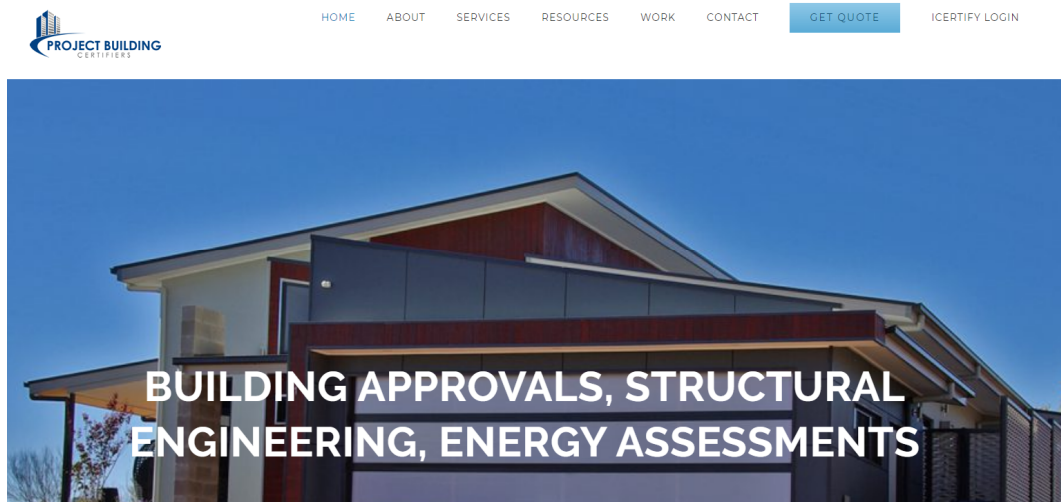 PROJECT BUILDING
CERTIFIERS
HOME ABOUT SERVICES RESOURCES WORK CONTACT GET QUOTE ICERTIFY LOGIN
BUILDING APPROVALS, STRUCTURAL
ENGINEERING, ENERGY ASSESSMENTS